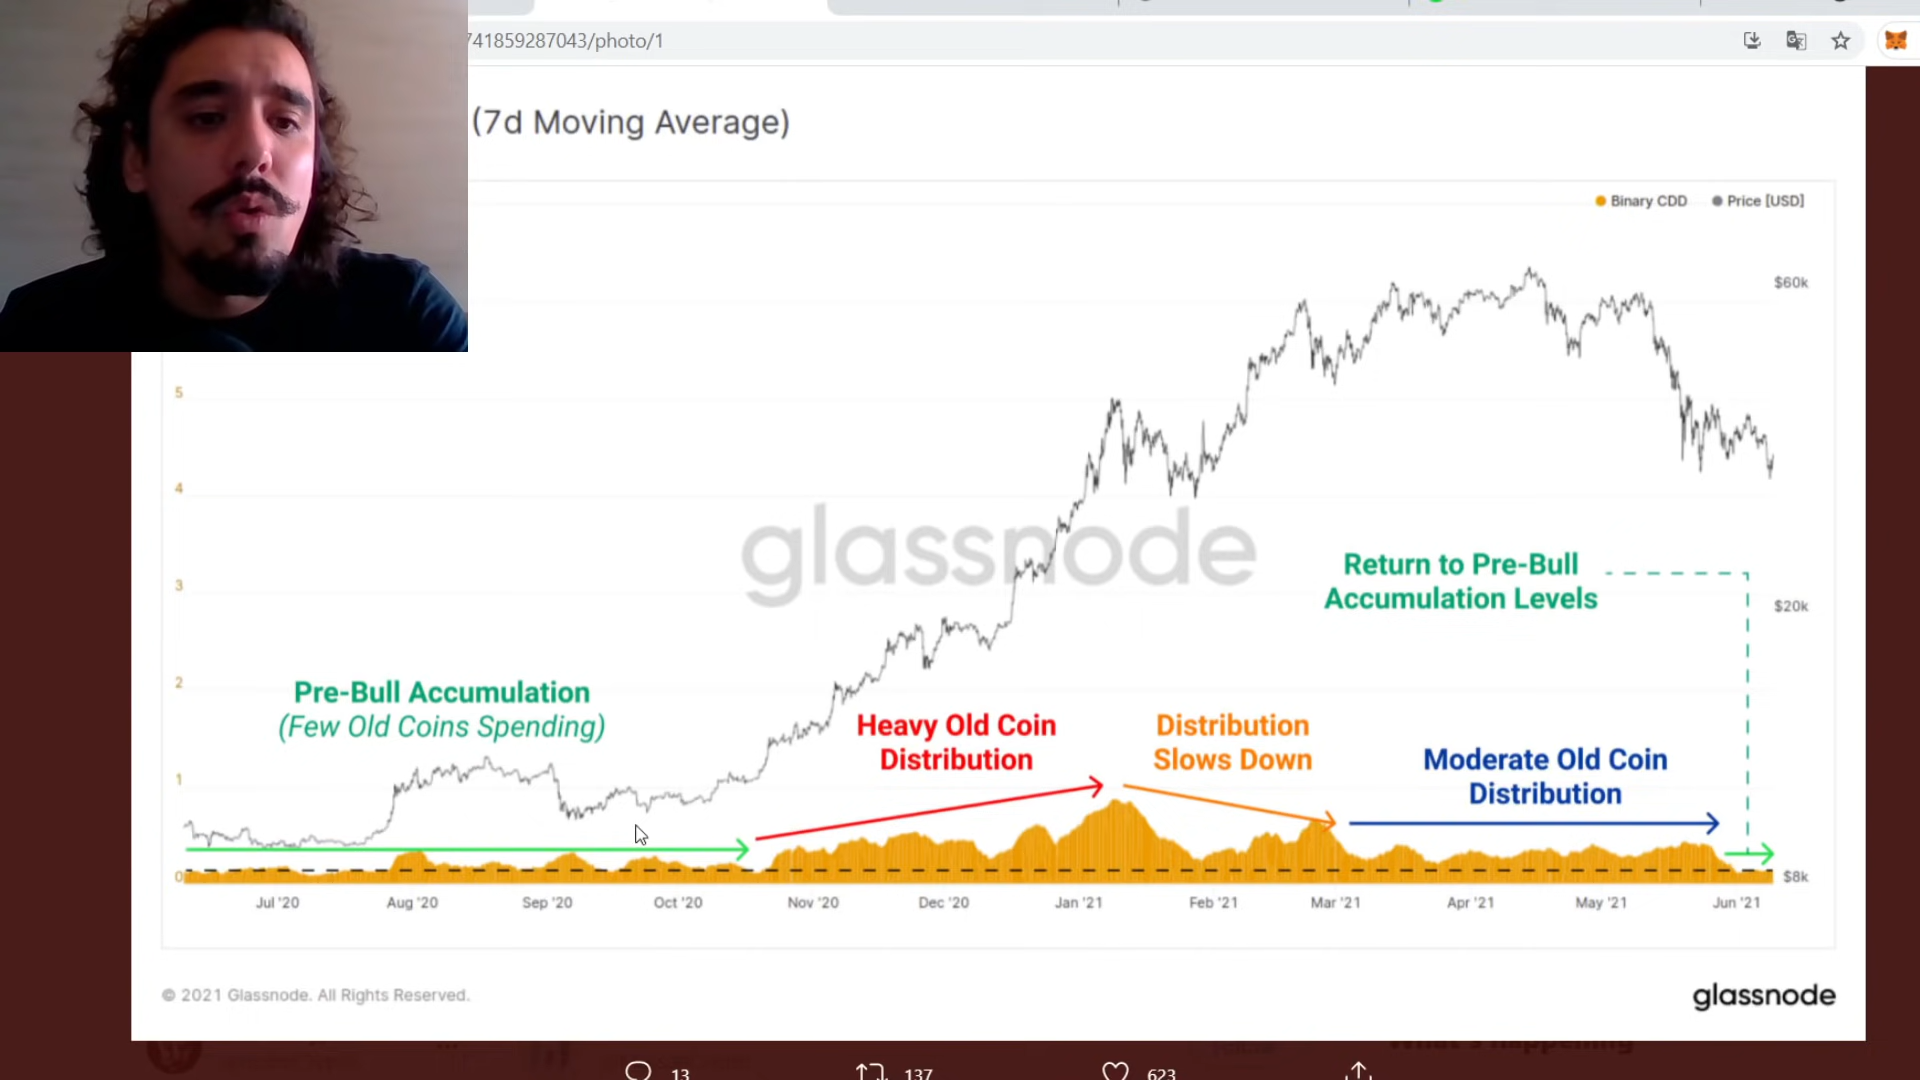 741859287043/photo/1
(7d Moving Average)
Binary CDD
Price [USD]
$60k
5
4
glassnode
3
Return to Pre-Bull
Accumulation Levels
$20k
2
Pre-Bull Accumulation
(Few Old Coins Spending)
Heavy Old Coin
Distribution
Distribution
Slows Down
Moderate Old Coin
Distribution
1
0
$8k
Jul '20
Aug '20
Sep '20
Oct '20
Nov '20
Dec '20
Jan '21
Feb '21
Mar '21
Apr '21
May '21
Jun '21
© 2021 Glassnode. All Rights Reserved.
glassnode
What's happening
13
137
623